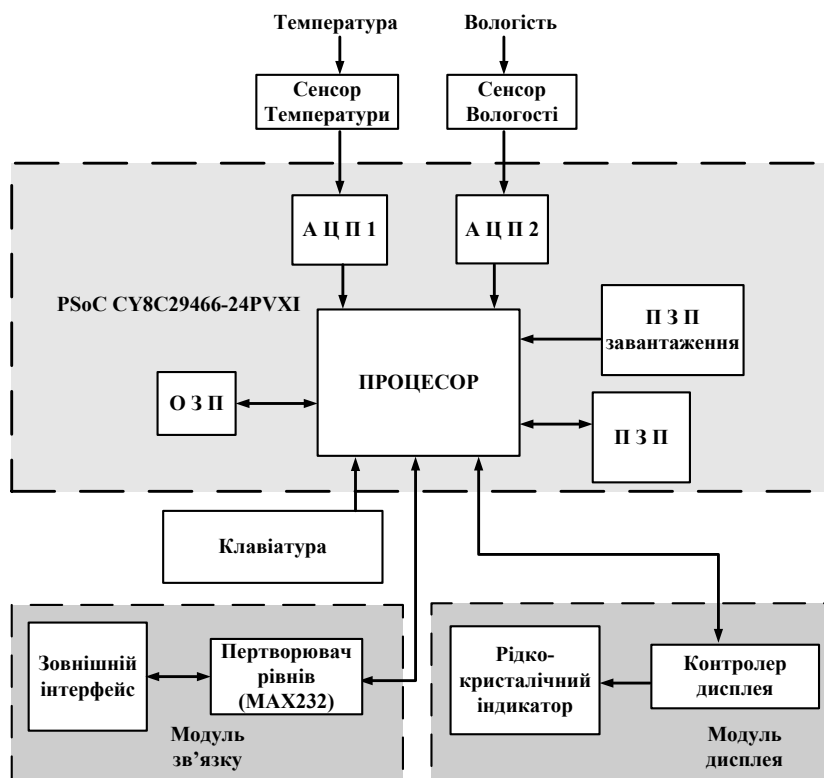 Температура
Вологість
Сенсор
Температури
Сенсор
Вологості
А Ц П 1
А Ц П 2
PSoC CY8C29466-24PVXI
П З П
завантаження
ПРОЦЕСОР
О З П
П З П
Клавіатура
Зовнішній
інтерфейс
Пертворювач
рівнів
(MAX232)
Модуль
зв’язку
Рідко-
кристалічний
індикатор
Контролер
дисплея
Модуль
дисплея